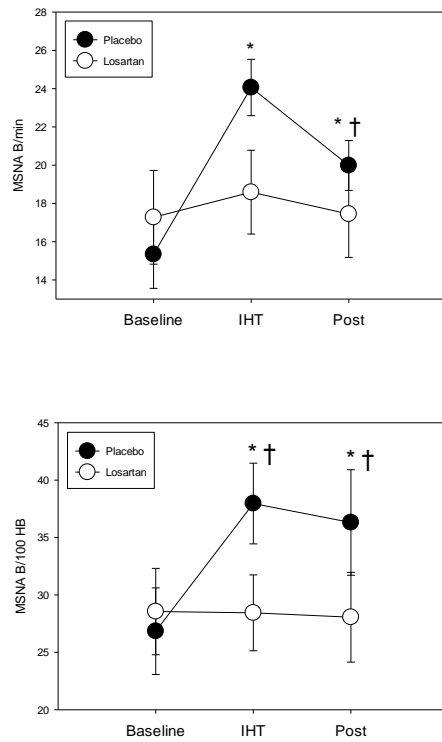 28
26
24
22
20
18
16
14
MSNA B/min
Placebo
Losartan
*
* †
Baseline IHT Post
45
40
35
30
25
20
MSNA B/100 HB
Placebo
Losartan
* †
* †
Baseline IHT Post